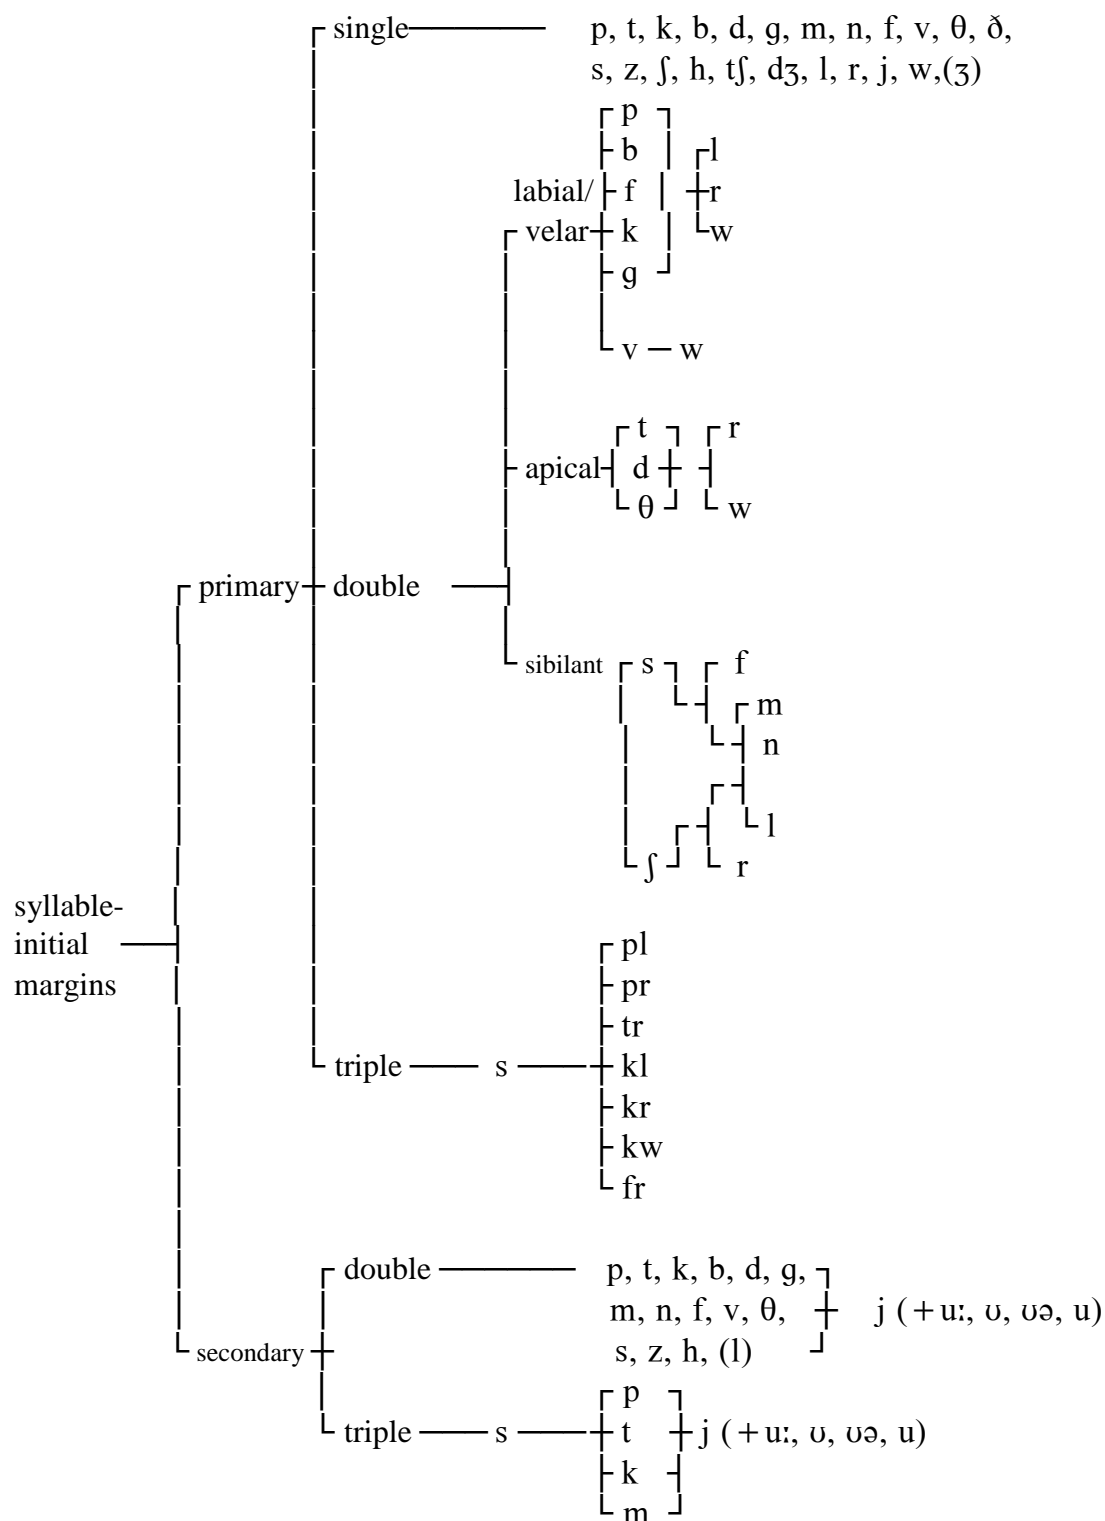 single p, t, k, b, d, ɡ, m, n, f, v, θ, ð,
s, z, ʃ, h, tʃ, dʒ, l, r, j, w,(ʒ)
p
b l
labial/ f r
velar k w
ɡ
v w
t r
apical d
θ w
primary double
sibilant s f
m
n
l
ʃ r
syllable-
initial pl
margins pr
tr
triple s kl
kr
kw
fr
double p, t, k, b, d, ɡ,
m, n, f, v, θ, j (+uː, ʊ, ʊə, u)
secondary s, z, h, (l)
p
triple s t j (+uː, ʊ, ʊə, u)
k
m